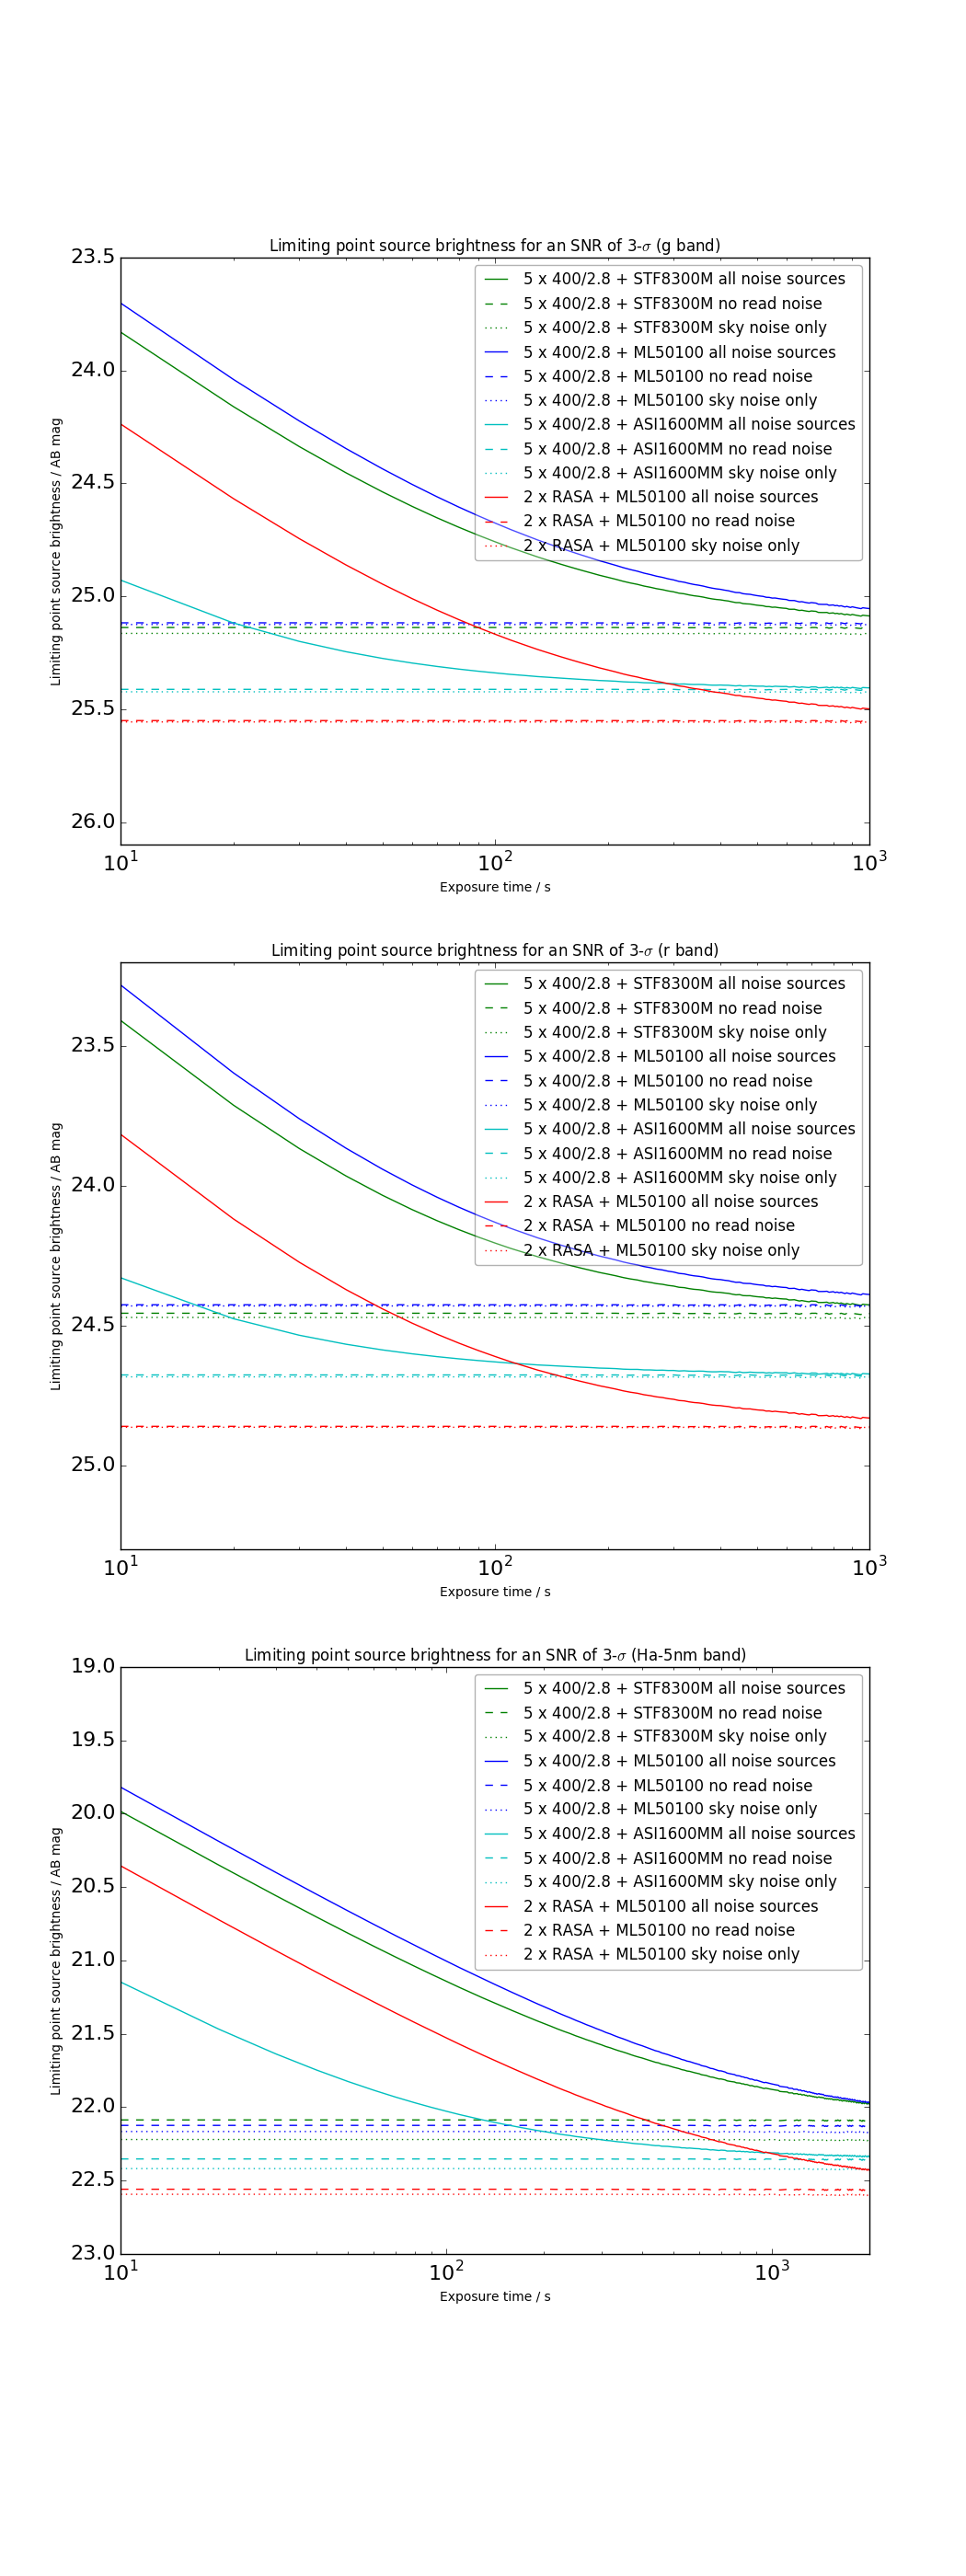 Limiting point source brightness for an SNR of 3-σ (g band)
23.5
24.0
24.5
25.0
25.5
26.0
Limiting point source brightness / AB mag
5 x 400/2.8 + STF8300M all noise sources
5 x 400/2.8 + STF8300M no read noise
5 x 400/2.8 + STF8300M sky noise only
5 x 400/2.8 + ML50100 all noise sources
5 x 400/2.8 + ML50100 no read noise
5 x 400/2.8 + ML50100 sky noise only
5 x 400/2.8 + ASI1600MM all noise sources
5 x 400/2.8 + ASI1600MM no read noise
5 x 400/2.8 + ASI1600MM sky noise only
2 x RASA + ML50100 all noise sources
2 x RASA + ML50100 no read noise
2 x RASA + ML50100 sky noise only
10¹ 10² 10³
Exposure time / s
Limiting point source brightness for an SNR of 3-σ (r band)
23.5
24.0
24.5
25.0
Limiting point source brightness / AB mag
5 x 400/2.8 + STF8300M all noise sources
5 x 400/2.8 + STF8300M no read noise
5 x 400/2.8 + STF8300M sky noise only
5 x 400/2.8 + ML50100 all noise sources
5 x 400/2.8 + ML50100 no read noise
5 x 400/2.8 + ML50100 sky noise only
5 x 400/2.8 + ASI1600MM all noise sources
5 x 400/2.8 + ASI1600MM no read noise
5 x 400/2.8 + ASI1600MM sky noise only
2 x RASA + ML50100 all noise sources
2 x RASA + ML50100 no read noise
2 x RASA + ML50100 sky noise only
10¹ 10² 10³
Exposure time / s
Limiting point source brightness for an SNR of 3-σ (Ha-5nm band)
19.0
19.5
20.0
20.5
21.0
21.5
22.0
22.5
23.0
Limiting point source brightness / AB mag
5 x 400/2.8 + STF8300M all noise sources
5 x 400/2.8 + STF8300M no read noise
5 x 400/2.8 + STF8300M sky noise only
5 x 400/2.8 + ML50100 all noise sources
5 x 400/2.8 + ML50100 no read noise
5 x 400/2.8 + ML50100 sky noise only
5 x 400/2.8 + ASI1600MM all noise sources
5 x 400/2.8 + ASI1600MM no read noise
5 x 400/2.8 + ASI1600MM sky noise only
2 x RASA + ML50100 all noise sources
2 x RASA + ML50100 no read noise
2 x RASA + ML50100 sky noise only
10¹ 10² 10³
Exposure time / s